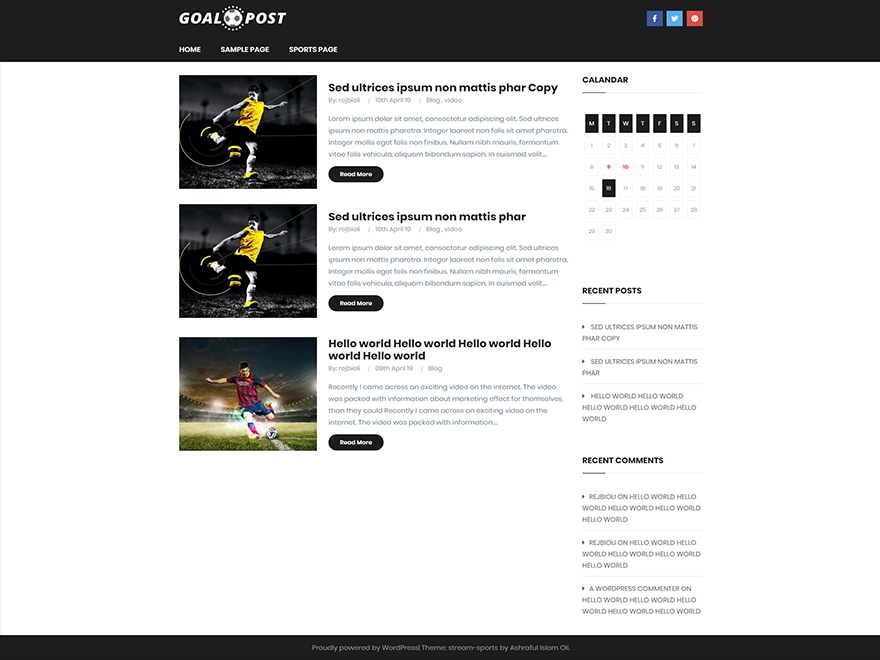 GOAL POST
HOME SAMPLE PAGE SPORTS PAGE
Sed ultrices ipsum non mattis phar Copy
By: rejbioli / 10th April 19 / Blog , video
Lorem ipsum dolor sit amet, consectetur adipiscing elit. Sed ultrices
ipsum non mattis pharetra. Integer laoreet non felis sit amet pharetra.
Integer mollis eget felis non finibus. Nullam nibh mauris, fermentum
vitae felis vehicula, aliquam bibendum sapien. In euismod velit...
Read More
Sed ultrices ipsum non mattis phar
By: rejbioli / 10th April 19 / Blog , video
Lorem ipsum dolor sit amet, consectetur adipiscing elit. Sed ultrices
ipsum non mattis pharetra. Integer laoreet non felis sit amet pharetra.
Integer mollis eget felis non finibus. Nullam nibh mauris, fermentum
vitae felis vehicula, aliquam bibendum sapien. In euismod velit...
Read More
Hello world Hello world Hello world Hello
world Hello world
By: rejbioli / 09th April 19 / Blog
Recently I came across an exciting video on the internet. The video
was packed with information about marketing effect for themselves,
than they could Recently I came across an exciting video on the
internet. The video was packed with information...
Read More
CALANDAR
M T W T F S S
1 2 3 4 5 6 7
8 9 10 11 12 13 14
15 16 17 18 19 20 21
22 23 24 25 26 27 28
29 30
RECENT POSTS
SED ULTRICES IPSUM NON MATTIS
PHAR COPY
SED ULTRICES IPSUM NON MATTIS
PHAR
HELLO WORLD HELLO WORLD
HELLO WORLD HELLO WORLD HELLO
WORLD
RECENT COMMENTS
REJBIOLI ON HELLO WORLD HELLO
WORLD HELLO WORLD HELLO WORLD
HELLO WORLD
REJBIOLI ON HELLO WORLD HELLO
WORLD HELLO WORLD HELLO WORLD
HELLO WORLD
A WORDPRESS COMMENTER ON
HELLO WORLD HELLO WORLD HELLO
WORLD HELLO WORLD HELLO WORLD
Proudly powered by WordPress| Theme: stream-sports by Ashraful Islam Oli.